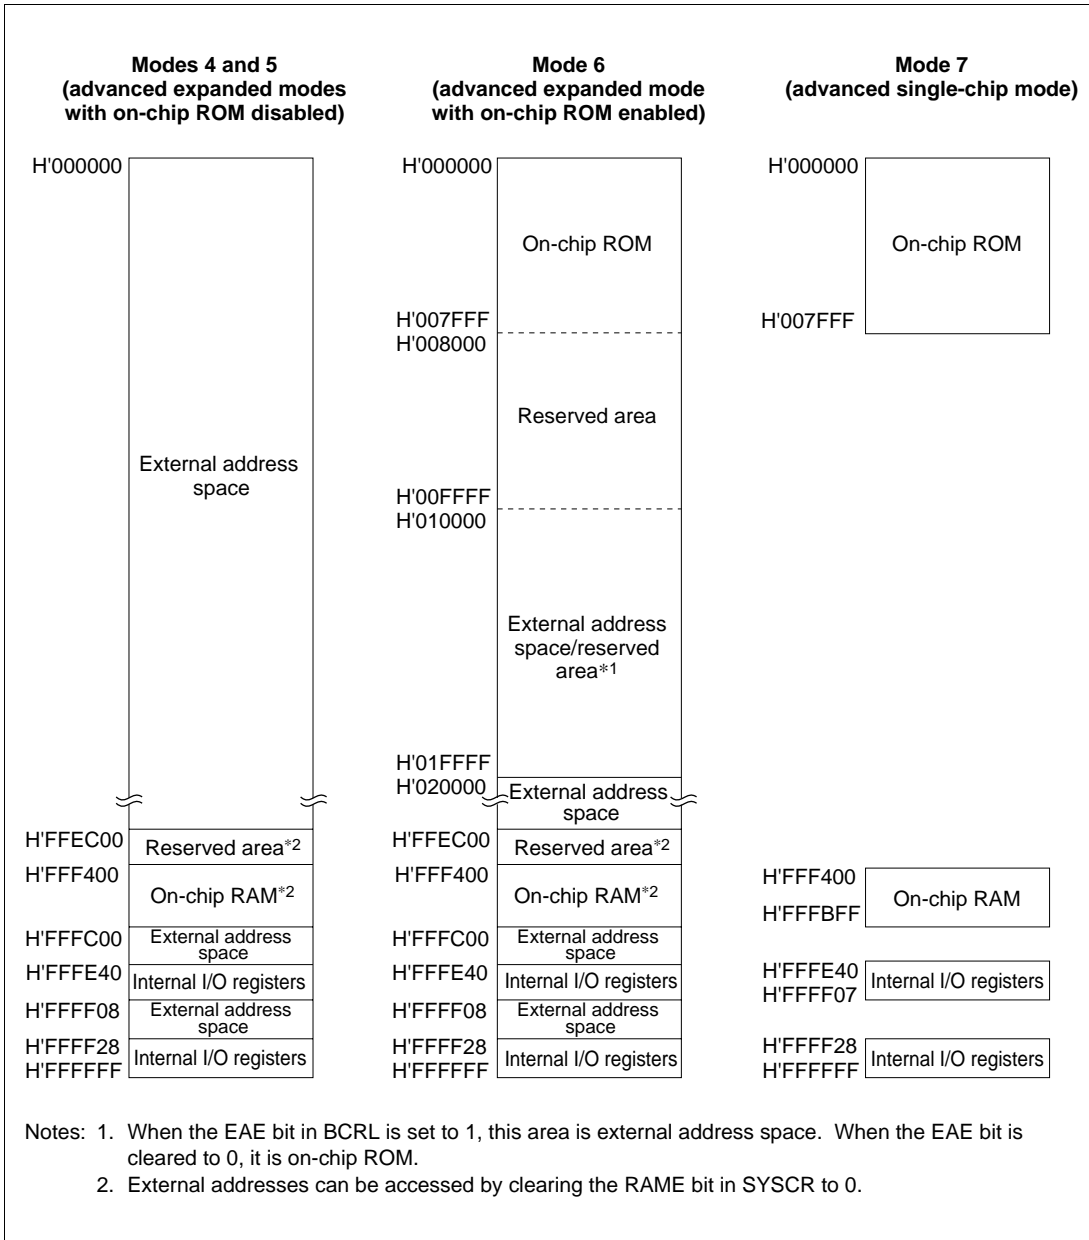 Modes 4 and 5
(advanced expanded modes
with on-chip ROM disabled)
H'000000
External address
space
H'FFEC00
Reserved area*2
H'FFF400
On-chip RAM*2
H'FFFC00
External address
space
H'FFFE40
Internal I/O registers
H'FFFF08
External address
space
H'FFFF28
Internal I/O registers
H'FFFFFF
Mode 6
(advanced expanded mode
with on-chip ROM enabled)
H'000000
On-chip ROM
H'007FFF
H'008000
Reserved area
H'00FFFF
H'010000
External address
space/reserved
area*1
H'01FFFF
H'020000
External address
space
H'FFEC00
Reserved area*2
H'FFF400
On-chip RAM*2
H'FFFC00
External address
space
H'FFFE40
Internal I/O registers
H'FFFF08
External address
space
H'FFFF28
Internal I/O registers
H'FFFFFF
Mode 7
(advanced single-chip mode)
H'000000
On-chip ROM
H'007FFF
H'FFF400
On-chip RAM
H'FFFBFF
H'FFFE40
Internal I/O registers
H'FFFF07
H'FFFF28
Internal I/O registers
H'FFFFFF
Notes: 1. When the EAE bit in BCRL is set to 1, this area is external address space. When the EAE bit is
cleared to 0, it is on-chip ROM.
2. External addresses can be accessed by clearing the RAME bit in SYSCR to 0.